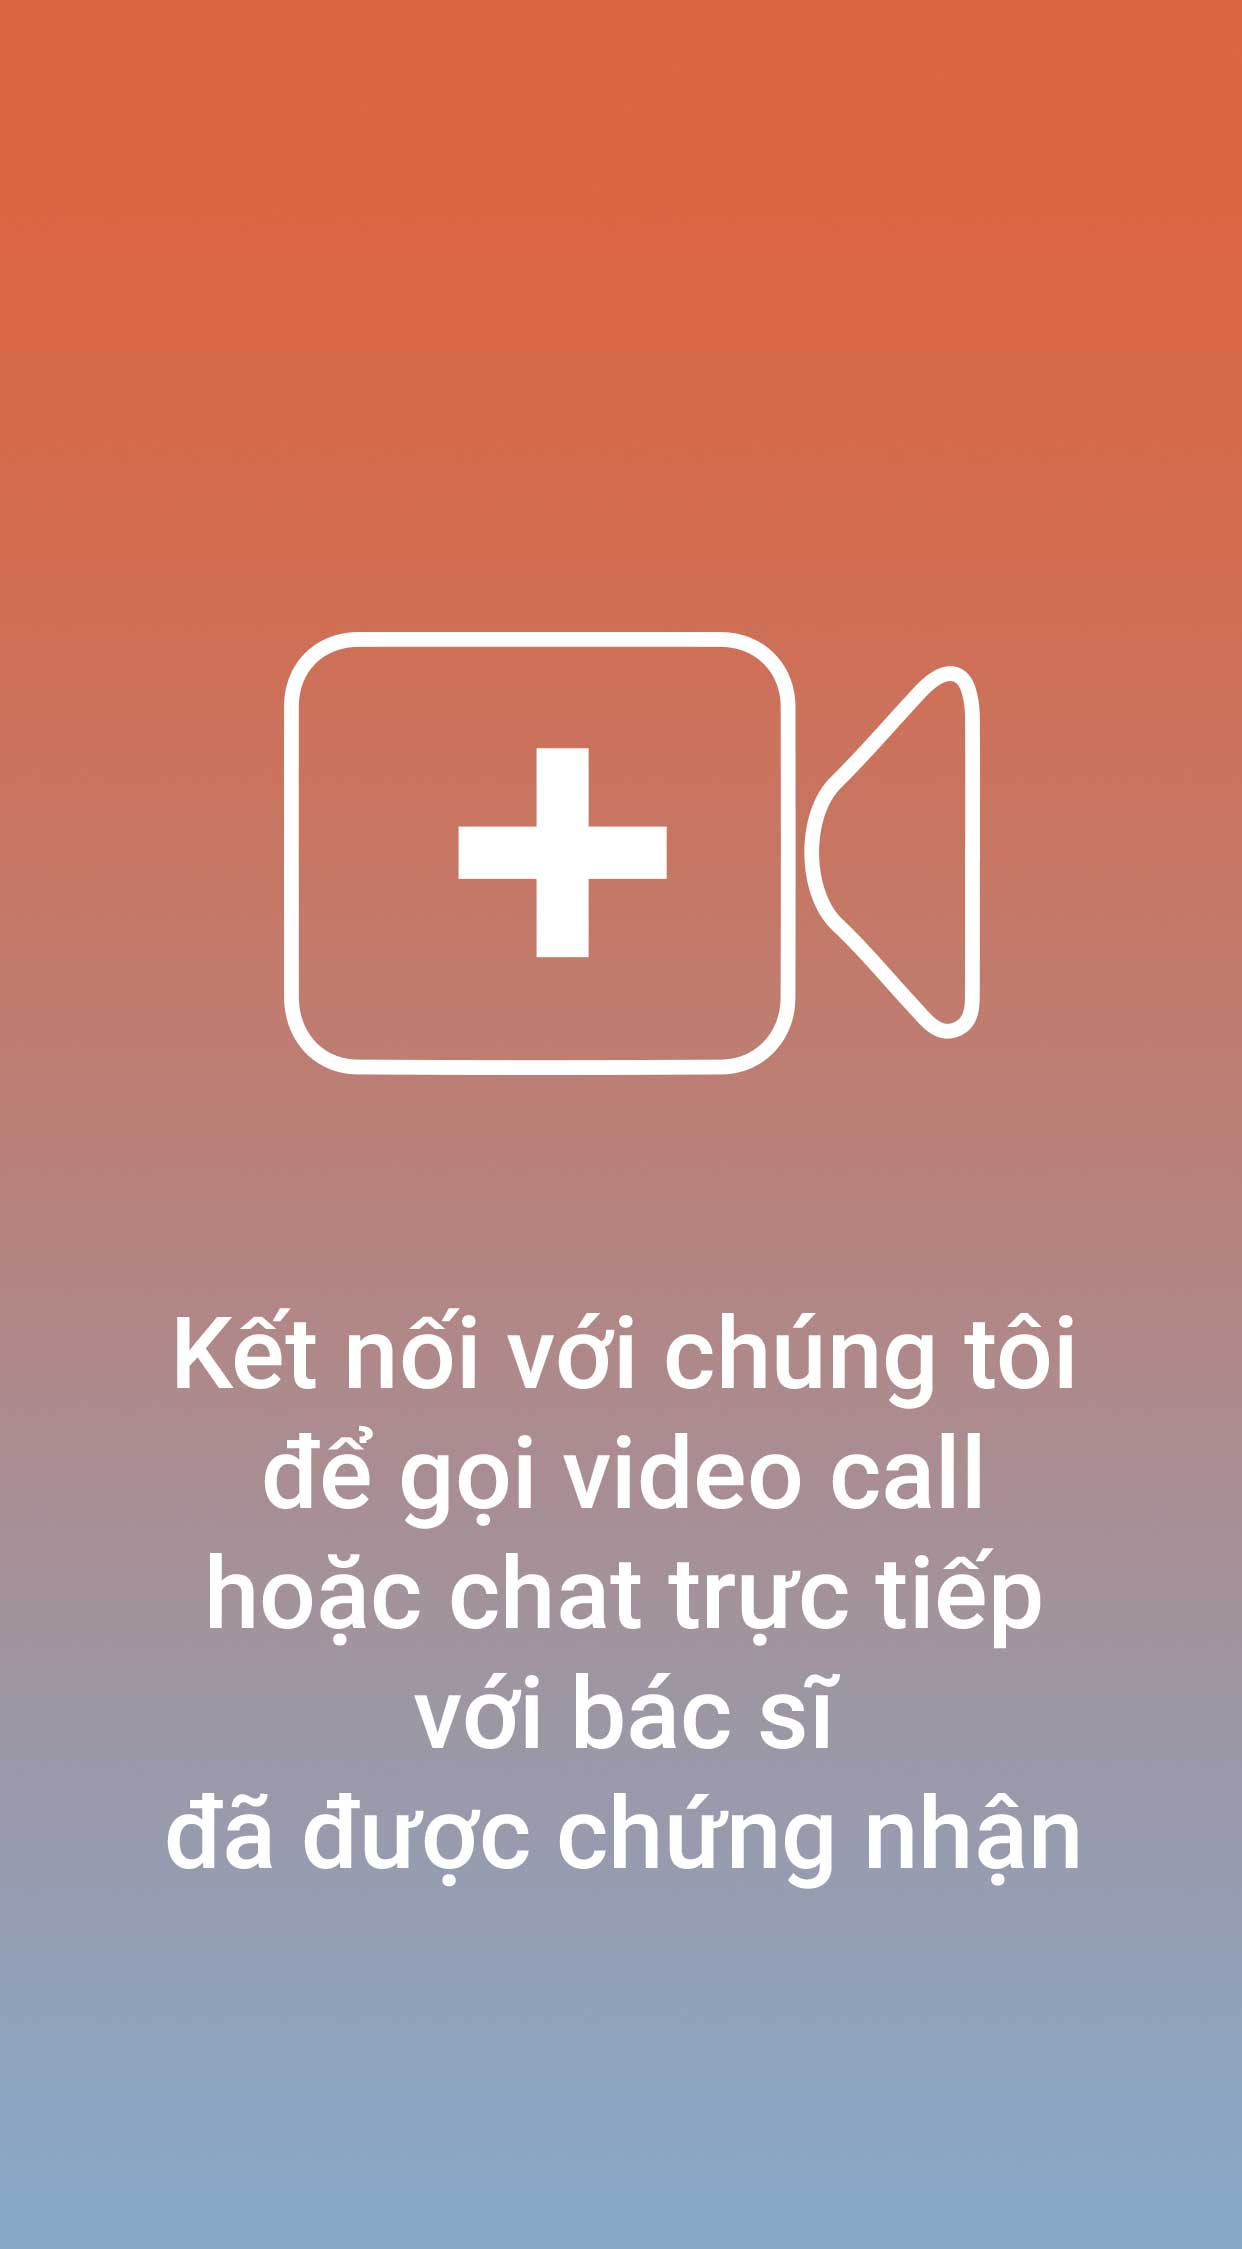 Kết nối với chúng tôi
để gọi video call
hoặc chat trực tiếp
với bác sĩ
đã được chứng nhận